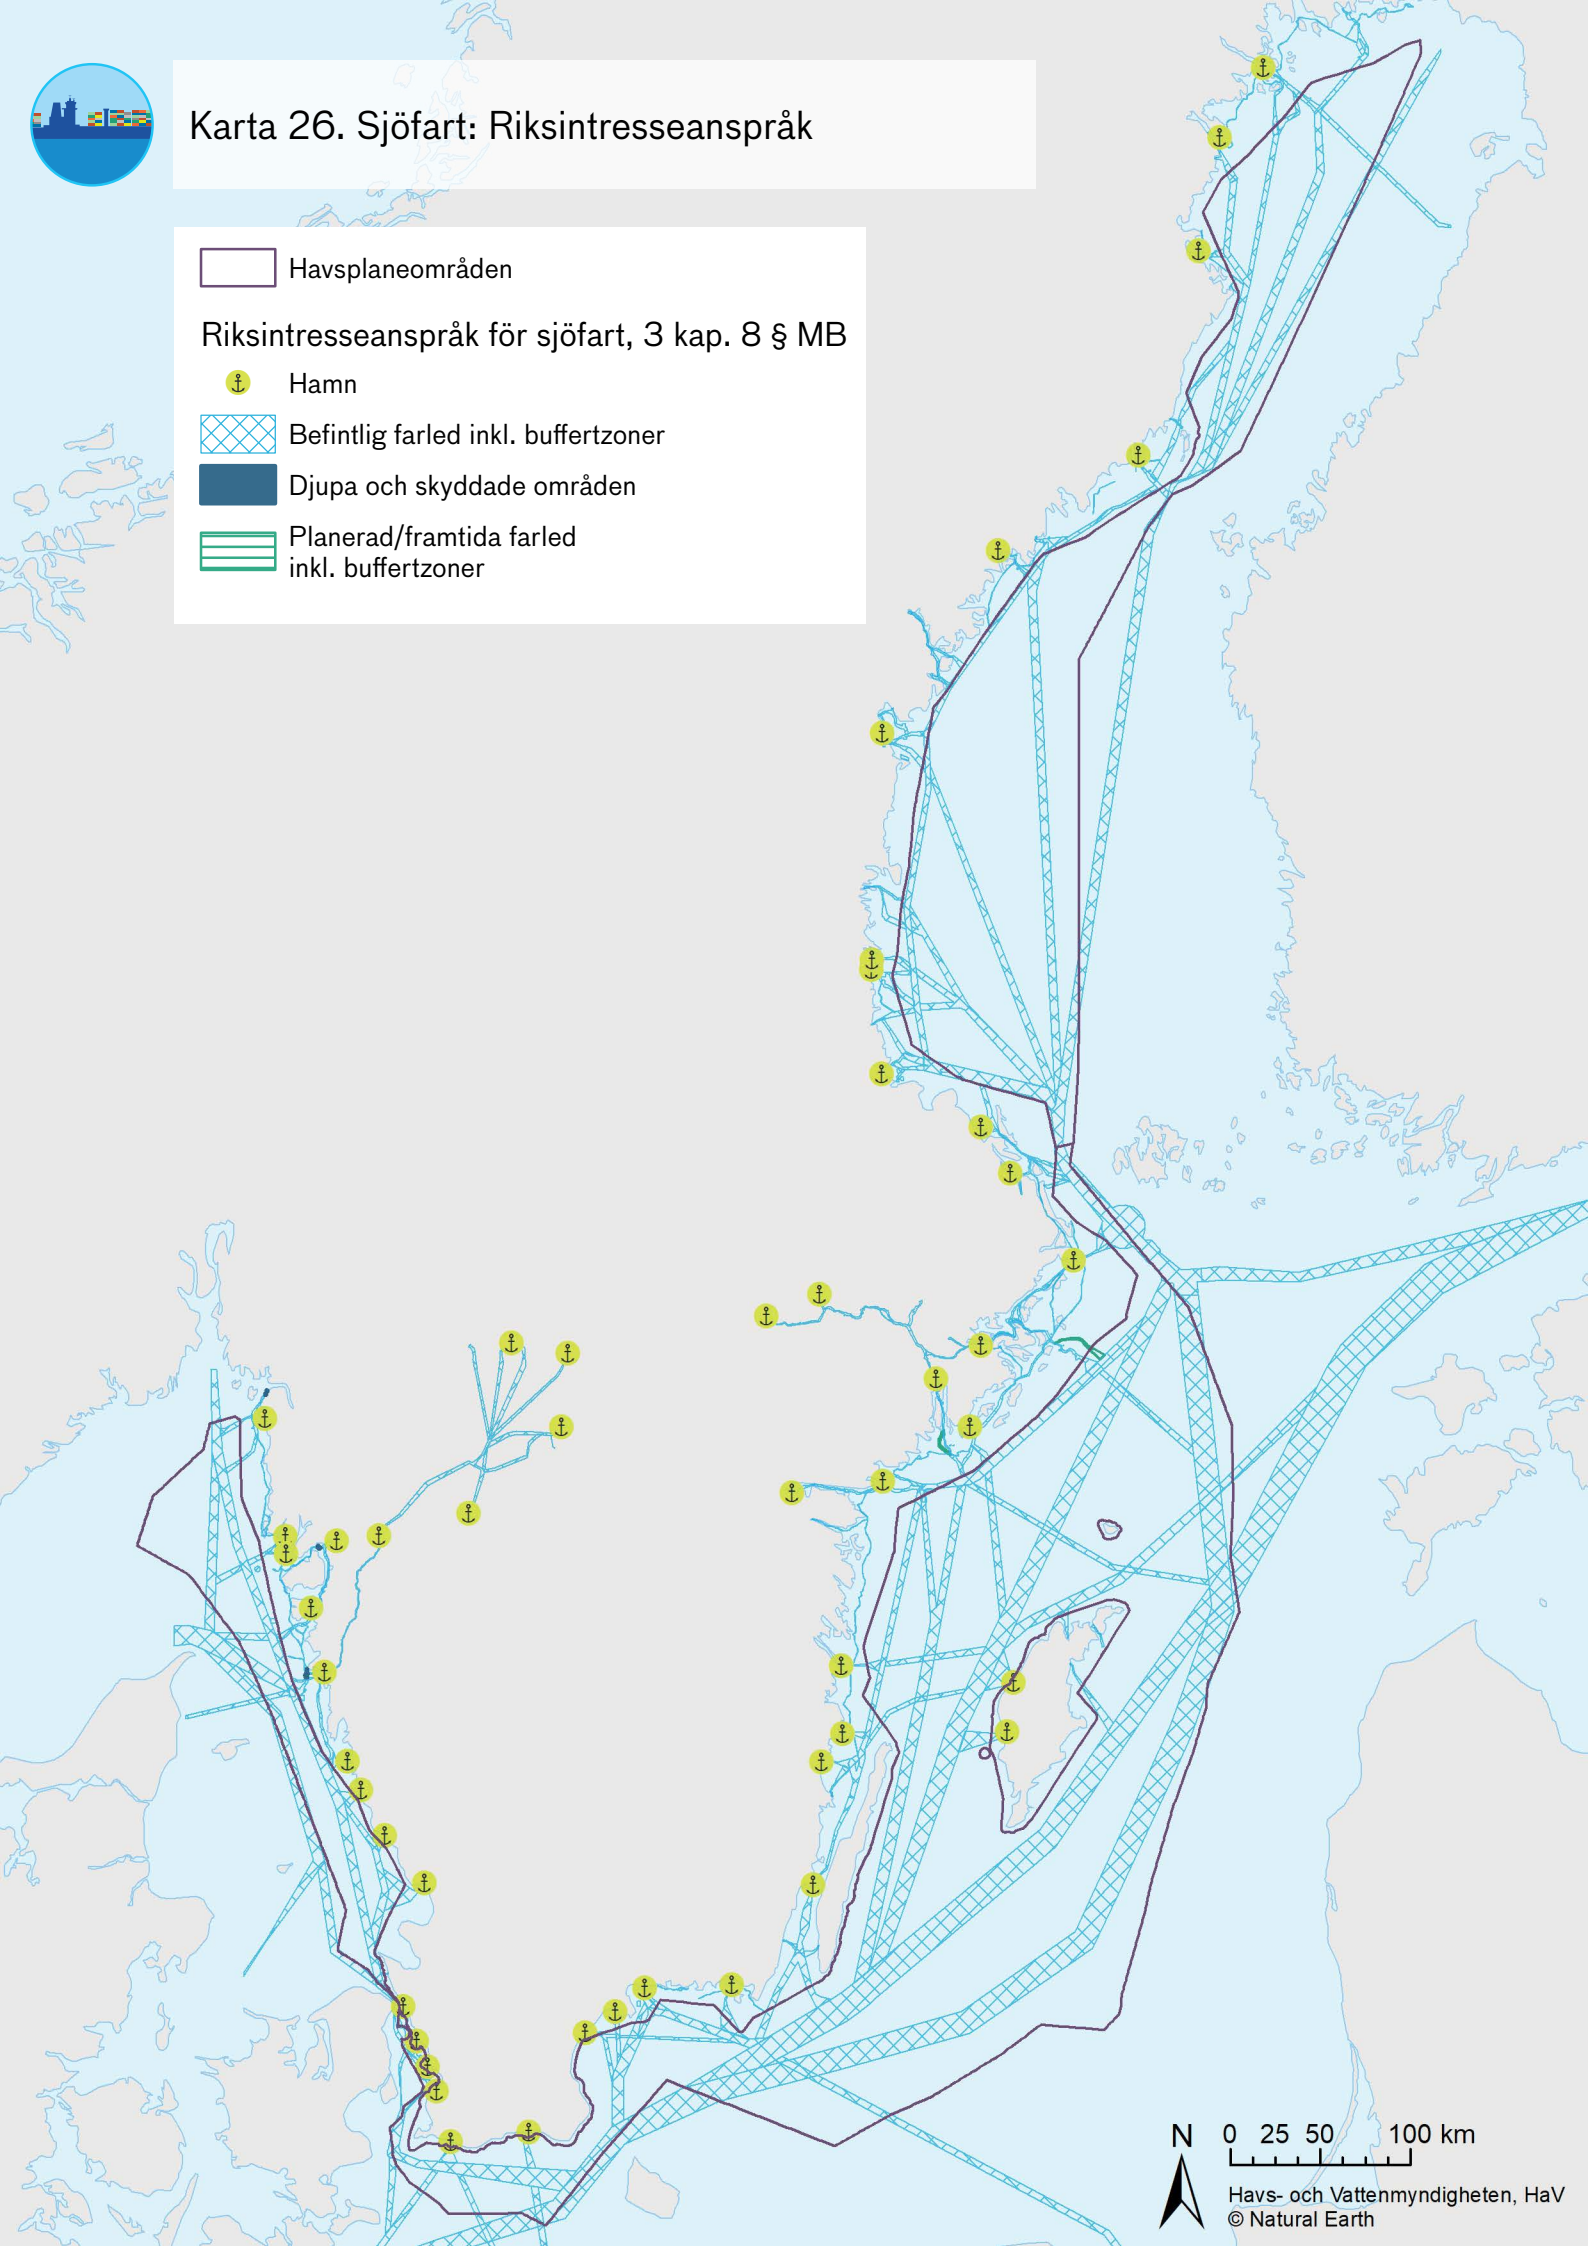 Karta 26. Sjöfart: Riksintresseanspråk
Havsplaneområden
Riksintresseanspråk för sjöfart, 3 kap. 8 § MB
Hamn
Befintlig farled inkl. buffertzoner
Djupa och skyddade områden
Planerad/framtida farled
inkl. buffertzoner
N
0 25 50 100 km
Havs- och Vattenmyndigheten, HaV
© Natural Earth